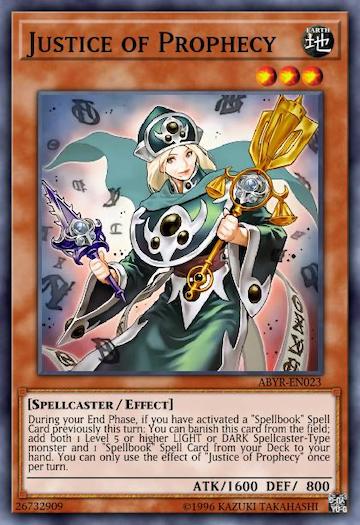 JUSTICE OF PROPHECY
EARTH
地
ABYR-EN023
[SPELLCASTER / EFFECT]
During your End Phase, if you have activated a "Spellbook" Spell
Card previously this turn: You can banish this card from the field;
add both 1 Level 5 or higher LIGHT or DARK Spellcaster-Type
monster and 1 "Spellbook" Spell Card from your Deck to your
hand. You can only use the effect of "Justice of Prophecy" once
per turn.
ATK/1600 DEF/ 800
26732909
©1996 KAZUKI TAKAHASHI